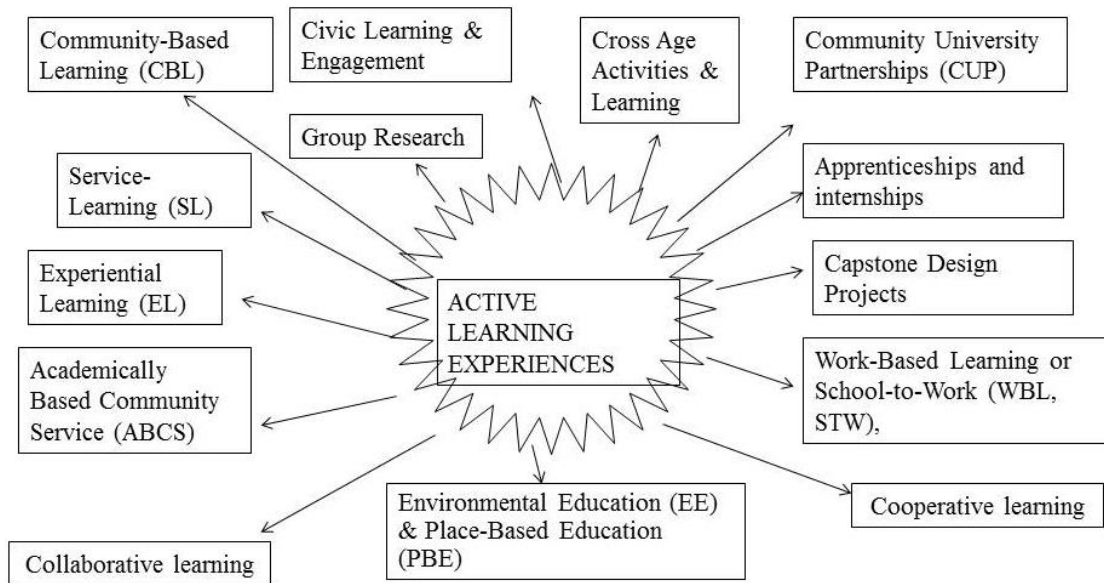 Community-Based
Learning (CBL)
Civic Learning &
Engagement
Cross Age
Activities &
Learning
Community University
Partnerships (CUP)
Group Research
Service-
Learning (SL)
Apprenticeships and
internships
Experiential
Learning (EL)
Capstone Design
Projects
ACTIVE
LEARNING
EXPERIENCES
Academically
Based Community
Service (ABCS)
Work-Based Learning or
School-to-Work (WBL,
STW),
Environmental Education (EE)
& Place-Based Education
(PBE)
Cooperative learning
Collaborative learning